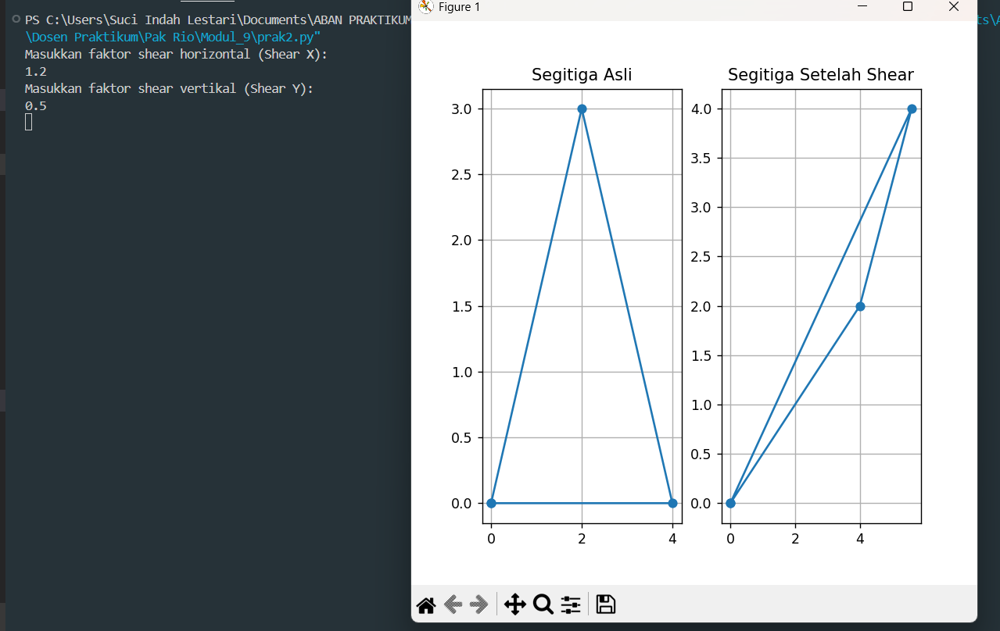 PS C:\Users\Suci Indah Lestari\Documents\ABAN PRAKTIKUM
ts\A
\Dosen Praktikum\Pak Rio\Modul_9\prak2.py"
Masukkan faktor shear horizontal (Shear X):
1.2
Masukkan faktor shear vertikal (Shear Y):
0.5
Figure 1
Segitiga Asli
3.0
2.5
2.0
1.5
1.0
0.5
0.0
0 2 4
Segitiga Setelah Shear
4.0
3.5
3.0
2.5
2.0
1.5
1.0
0.5
0.0
0 2 4